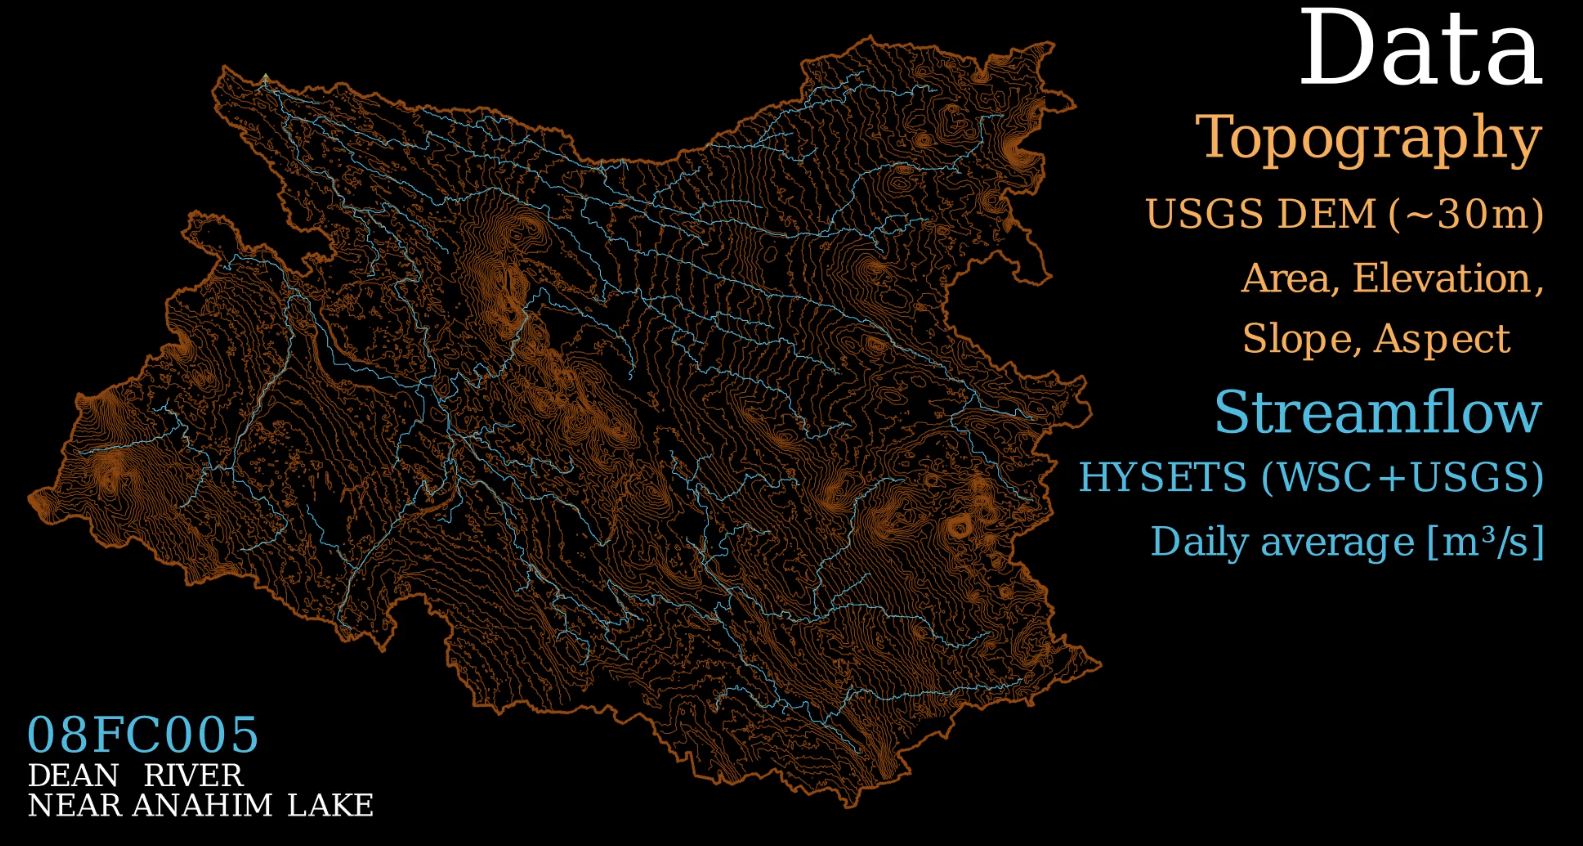 Data
Topography
USGS DEM (~30m)
Area, Elevation,
Slope, Aspect
Streamflow
HYSETS (WSC+USGS)
Daily average [m³/s]
08FC005
DEAN RIVER
NEAR ANAHIM LAKE